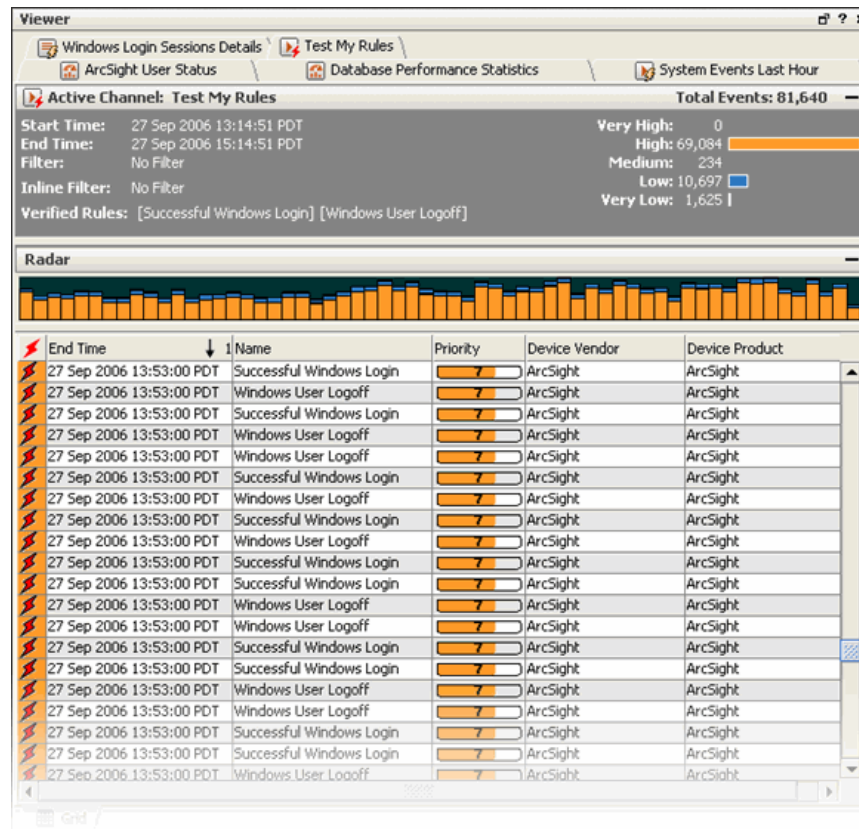 Viewer
Windows Login Sessions Details Test My Rules
ArcSight User Status Database Performance Statistics System Events Last Hour
Active Channel: Test My Rules Total Events: 81,640
Start Time: 27 Sep 2006 13:14:51 PDT Very High: 0
End Time: 27 Sep 2006 15:14:51 PDT High: 69,084
Filter: No Filter Medium: 234
Inline Filter: No Filter Low: 10,697
Verified Rules: [Successful Windows Login] [Windows User Logoff] Very Low: 1,625
Radar
End Time 1 Name Priority Device Vendor Device Product
27 Sep 2006 13:53:00 PDT Successful Windows Login 7 ArcSight ArcSight
27 Sep 2006 13:53:00 PDT Windows User Logoff 7 ArcSight ArcSight
27 Sep 2006 13:53:00 PDT Successful Windows Login 7 ArcSight ArcSight
27 Sep 2006 13:53:00 PDT Windows User Logoff 7 ArcSight ArcSight
27 Sep 2006 13:53:00 PDT Windows User Logoff 7 ArcSight ArcSight
27 Sep 2006 13:53:00 PDT Successful Windows Login 7 ArcSight ArcSight
27 Sep 2006 13:53:00 PDT Windows User Logoff 7 ArcSight ArcSight
27 Sep 2006 13:53:00 PDT Successful Windows Login 7 ArcSight ArcSight
27 Sep 2006 13:53:00 PDT Windows User Logoff 7 ArcSight ArcSight
27 Sep 2006 13:53:00 PDT Successful Windows Login 7 ArcSight ArcSight
27 Sep 2006 13:53:00 PDT Successful Windows Login 7 ArcSight ArcSight
27 Sep 2006 13:53:00 PDT Windows User Logoff 7 ArcSight ArcSight
27 Sep 2006 13:53:00 PDT Windows User Logoff 7 ArcSight ArcSight
27 Sep 2006 13:53:00 PDT Successful Windows Login 7 ArcSight ArcSight
27 Sep 2006 13:53:00 PDT Successful Windows Login 7 ArcSight ArcSight
27 Sep 2006 13:53:00 PDT Windows User Logoff 7 ArcSight ArcSight
27 Sep 2006 13:53:00 PDT Windows User Logoff 7 ArcSight ArcSight
27 Sep 2006 13:53:00 PDT Successful Windows Login 7 ArcSight ArcSight
27 Sep 2006 13:53:00 PDT Successful Windows Login 7 ArcSight ArcSight
27 Sep 2006 13:53:00 PDT Windows User Logoff 7 ArcSight ArcSight
Grid